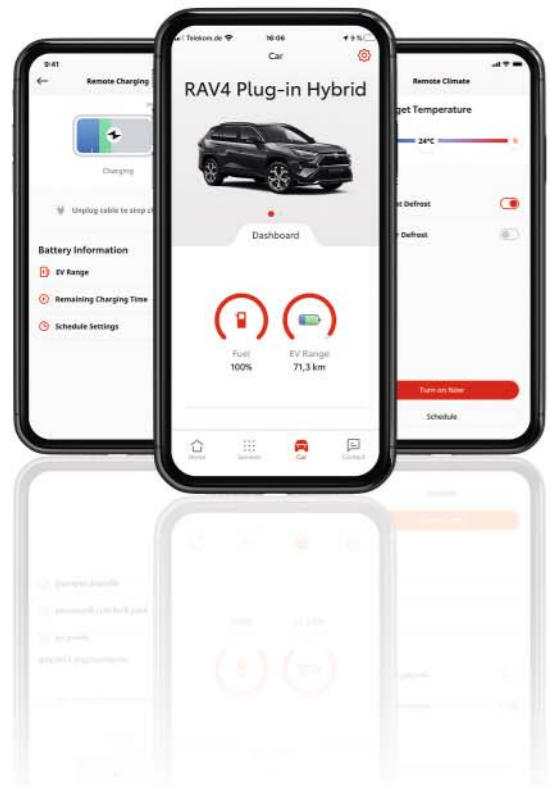 9:41
Remote Charging
Charging
Unplug cable to stop
Battery Information
EV Range
Remaining Charging Time
Schedule Settings
Telekom.de
16:06
9 %
Car
RAV4 Plug-in Hybrid
Dashboard
Fuel
100%
EV Range
71,3 km
Home
Services
Car
Contact
Remote Climate
get Temperature
24°C
t Defrost
r Defrost
Turn on Now
Schedule